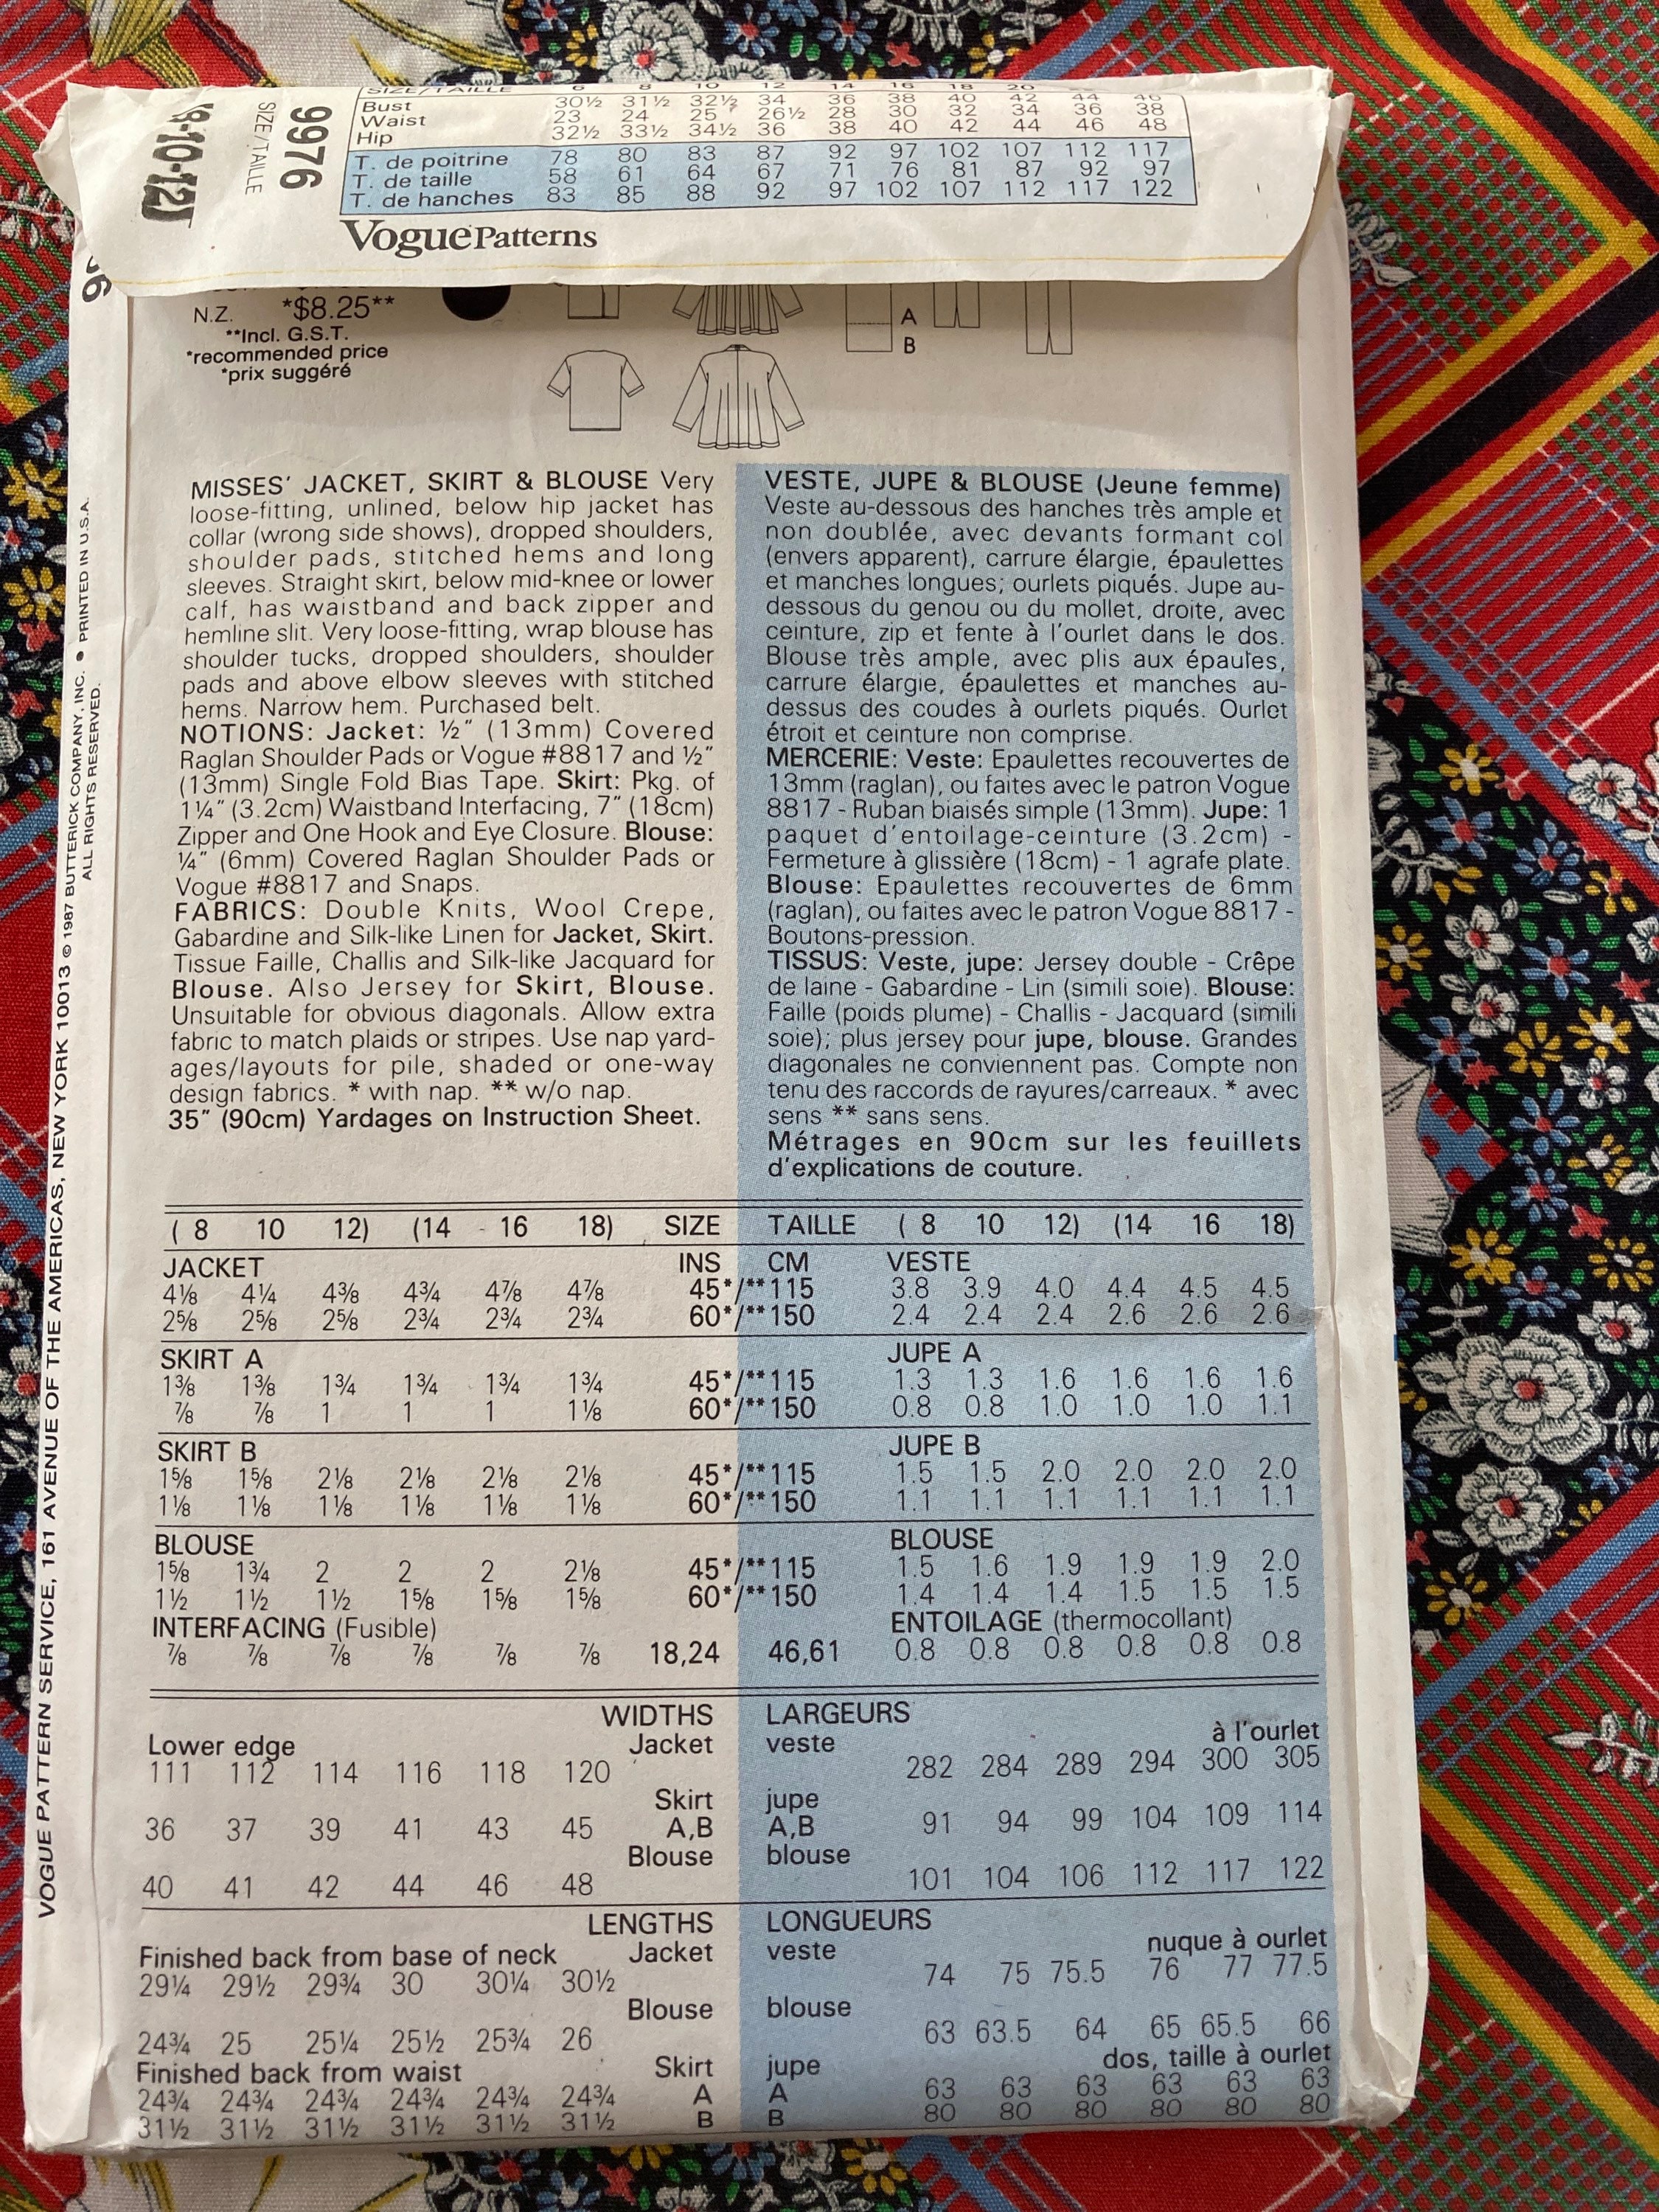 SIZE/TAILLE 6 8 10 12 14 16 18 20 42 44 46
Bust 30½ 31½ 32½ 34 36 38 40 42 44 46
Waist 23 24 25 26½ 28 30 32 34 36 38
Hip 32½ 33½ 34½ 36 38 40 42 44 46 48
T. de poitrine 78 80 83 87 92 97 102 107 112 117
T. de taille 58 61 64 67 71 76 81 87 92 97
T. de hanches 83 85 88 92 97 102 107 112 117 122
Vogue Patterns
9976
SIZE/TAILLE
8-10-12
N.Z. *$8.25**
**Incl. G.S.T.
*recommended price
*prix suggéré
A
B
MISSES' JACKET, SKIRT & BLOUSE Very
loose-fitting, unlined, below hip jacket has
collar (wrong side shows), dropped shoulders,
shoulder pads, stitched hems and long
sleeves. Straight skirt, below mid-knee or lower
calf, has waistband and back zipper and
hemline slit. Very loose-fitting, wrap blouse has
shoulder tucks, dropped shoulders, shoulder
pads and above elbow sleeves with stitched
hems. Narrow hem. Purchased belt.
NOTIONS: Jacket: ½" (13mm) Covered
Raglan Shoulder Pads or Vogue #8817 and ½"
(13mm) Single Fold Bias Tape. Skirt: Pkg. of
1¼" (3.2cm) Waistband Interfacing, 7" (18cm)
Zipper and One Hook and Eye Closure. Blouse:
¼" (6mm) Covered Raglan Shoulder Pads or
Vogue #8817 and Snaps.
FABRICS: Double Knits, Wool Crepe,
Gabardine and Silk-like Linen for Jacket, Skirt.
Tissue Faille, Challis and Silk-like Jacquard for
Blouse. Also Jersey for Skirt, Blouse.
Unsuitable for obvious diagonals. Allow extra
fabric to match plaids or stripes. Use nap yard-
ages/layouts for pile, shaded or one-way
design fabrics. * with nap. ** w/o nap.
35" (90cm) Yardages on Instruction Sheet.
VESTE, JUPE & BLOUSE (Jeune femme)
Veste au-dessous des hanches très ample et
non doublée, avec devants formant col
(envers apparent), carrure élargie, épaulettes
et manches longues; ourlets piqués. Jupe au-
dessous du genou ou du mollet, droite, avec
ceinture, zip et fente à l'ourlet dans le dos.
Blouse très ample, avec plis aux épaules,
carrure élargie, épaulettes et manches au-
dessus des coudes à ourlets piqués. Ourlet
étroit et ceinture non comprise.
MERCERIE: Veste: Epaulettes recouvertes de
13mm (raglan), ou faites avec le patron Vogue
8817 - Ruban biaisés simple (13mm). Jupe: 1
paquet d'entoilage-ceinture (3.2cm) -
Fermeture à glissière (18cm) - 1 agrafe plate.
Blouse: Epaulettes recouvertes de 6mm
(raglan), ou faites avec le patron Vogue 8817 -
Boutons-pression.
TISSUS: Veste, jupe: Jersey double - Crêpe
de laine - Gabardine - Lin (simili soie). Blouse:
Faille (poids plume) - Challis - Jacquard (simili
soie); plus jersey pour jupe, blouse. Grandes
diagonales ne conviennent pas. Compte non
tenu des raccords de rayures/carreaux. * avec
sens ** sans sens.
Métrages en 90cm sur les feuillets
d'explications de couture.
( 8 10 12) (14 16 18) SIZE TAILLE ( 8 10 12) (14 16 18)
JACKET INS CM VESTE
4⅛ 4¼ 4⅜ 4¾ 4⅞ 4⅞ 45*/**115 3.8 3.9 4.0 4.4 4.5 4.5
2⅝ 2⅝ 2⅝ 2¾ 2¾ 2¾ 60*/**150 2.4 2.4 2.4 2.6 2.6 2.6
SKIRT A JUPE A
1⅜ 1⅜ 1¾ 1¾ 1¾ 1¾ 45*/**115 1.3 1.3 1.6 1.6 1.6 1.6
⅞ ⅞ 1 1 1 1⅛ 60*/**150 0.8 0.8 1.0 1.0 1.0 1.1
SKIRT B JUPE B
1⅝ 1⅝ 2⅛ 2⅛ 2⅛ 2⅛ 45*/**115 1.5 1.5 2.0 2.0 2.0 2.0
1⅛ 1⅛ 1⅛ 1⅛ 1⅛ 1⅛ 60*/**150 1.1 1.1 1.1 1.1 1.1 1.1
BLOUSE BLOUSE
1⅝ 1¾ 2 2 2 2⅛ 45*/**115 1.5 1.6 1.9 1.9 1.9 2.0
1½ 1½ 1½ 1⅝ 1⅝ 1⅝ 60*/**150 1.4 1.4 1.4 1.5 1.5 1.5
INTERFACING (Fusible) ENTOILAGE (thermocollant)
⅞ ⅞ ⅞ ⅞ ⅞ ⅞ 18,24 46,61 0.8 0.8 0.8 0.8 0.8 0.8
WIDTHS LARGEURS
Lower edge Jacket veste à l'ourlet
111 112 114 116 118 120 282 284 289 294 300 305
Skirt jupe
36 37 39 41 43 45 A,B A,B 91 94 99 104 109 114
Blouse blouse
40 41 42 44 46 48 101 104 106 112 117 122
LENGTHS LONGUEURS
Finished back from base of neck Jacket veste nuque à ourlet
29¼ 29½ 29¾ 30 30¼ 30½ 74 75 75.5 76 77 77.5
Blouse blouse
24¾ 25 25¼ 25½ 25¾ 26 63 63.5 64 65 65.5 66
Finished back from waist Skirt jupe dos, taille à ourlet
24¾ 24¾ 24¾ 24¾ 24¾ 24¾ A A 63 63 63 63 63 63
31½ 31½ 31½ 31½ 31½ 31½ B B 80 80 80 80 80 80
VOGUE PATTERN SERVICE, 161 AVENUE OF THE AMERICAS, NEW YORK 10013 © 1987 BUTTERICK COMPANY, INC. • PRINTED IN U.S.A.
ALL RIGHTS RESERVED.